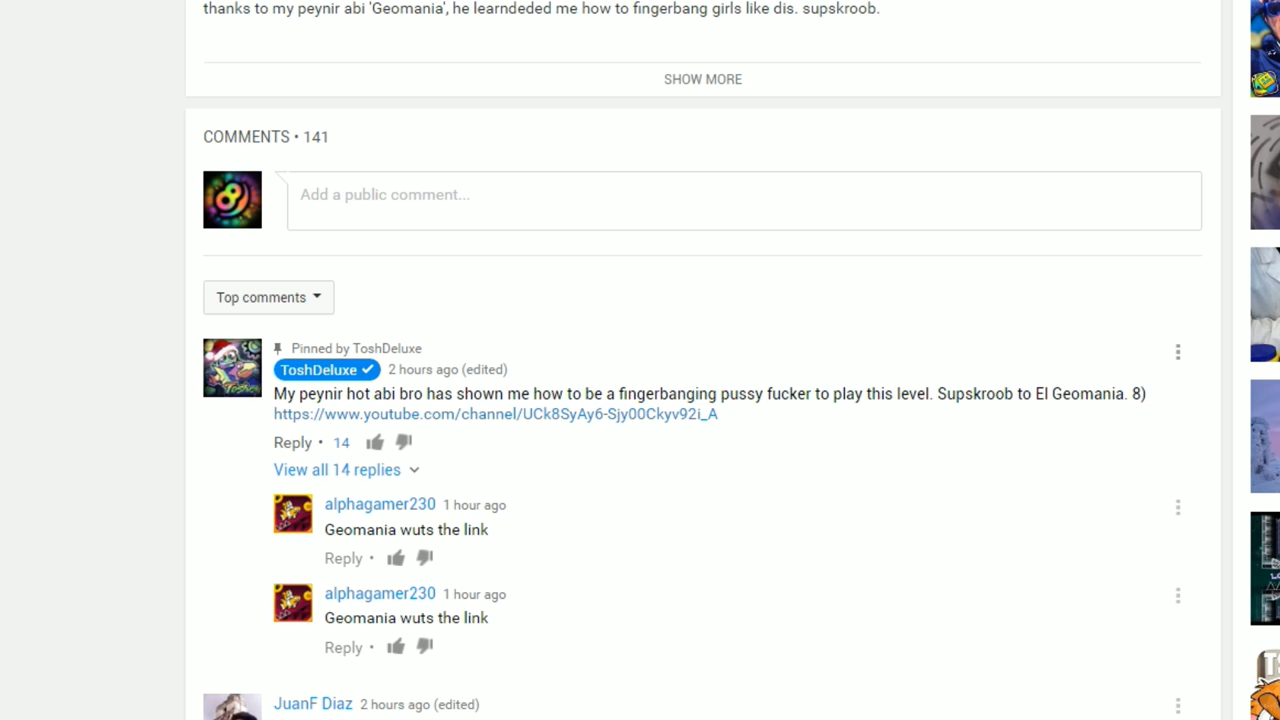 thanks to my peynir abi 'Geomania', he learndeded me how to fingerbang girls like dis. supskroob.
SHOW MORE
COMMENTS • 141
Add a public comment...
Top comments
Pinned by ToshDeluxe
ToshDeluxe 2 hours ago (edited)
My peynir hot abi bro has shown me how to be a fingerbanging pussy fucker to play this level. Supskroob to El Geomania. 8)
https://www.youtube.com/channel/UCk8SyAy6-Sjy00Ckyv92i_A
Reply • 14
View all 14 replies
alphagamer230 1 hour ago
Geomania wuts the link
Reply •
alphagamer230 1 hour ago
Geomania wuts the link
Reply •
JuanF Diaz 2 hours ago (edited)